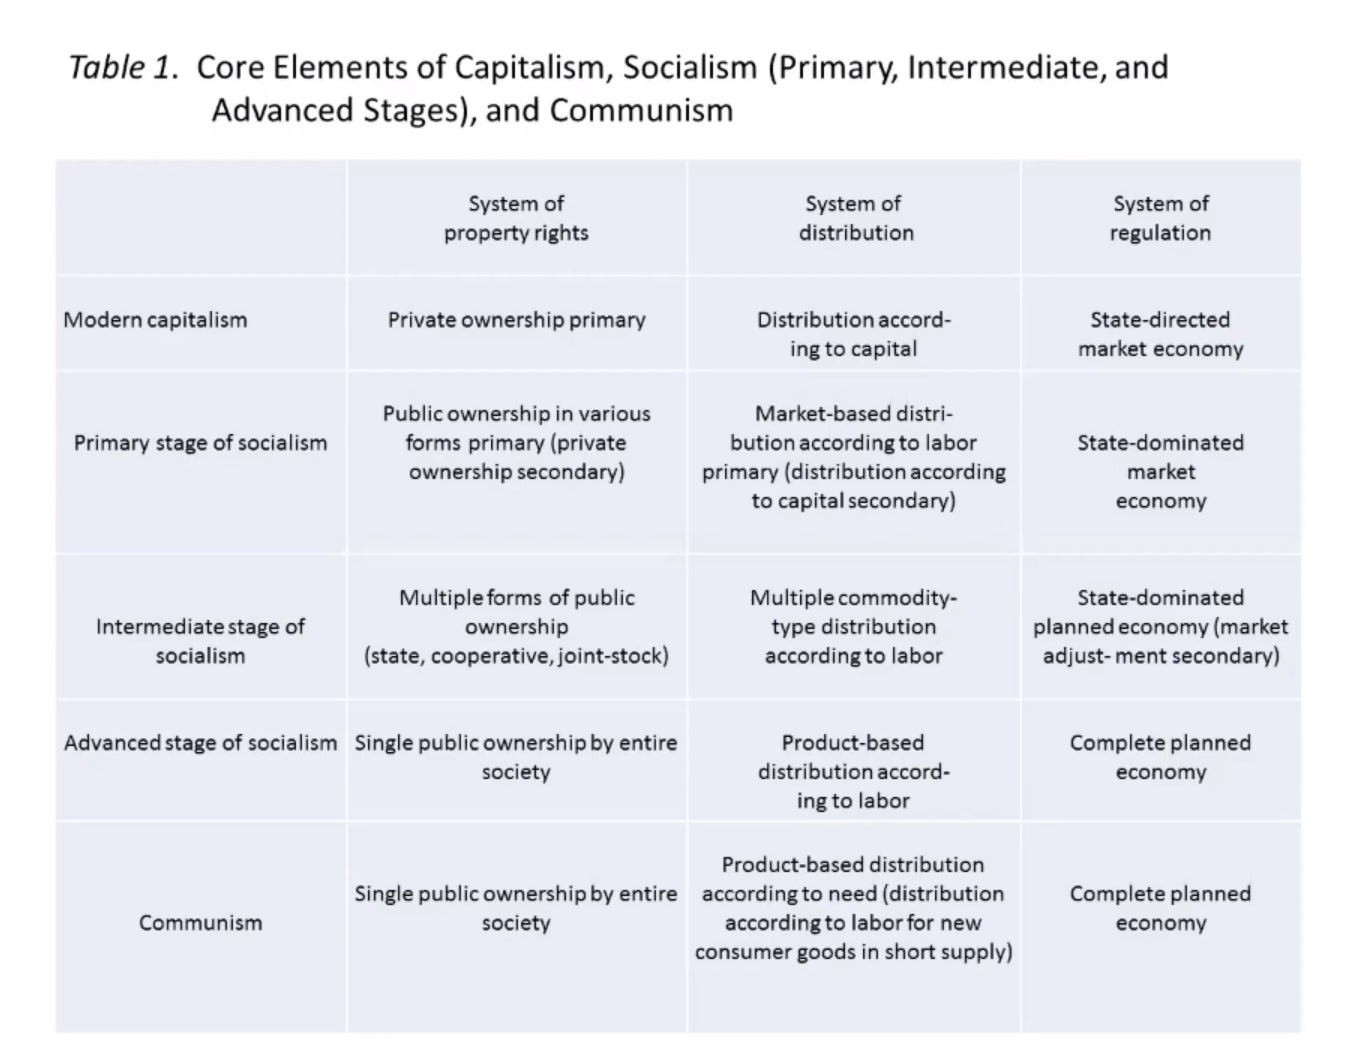 Table 1. Core Elements of Capitalism, Socialism (Primary, Intermediate, and
Advanced Stages), and Communism
System of
property rights
System of
distribution
System of
regulation
Modern capitalism
Private ownership primary
Distribution accord-
ing to capital
State-directed
market economy
Primary stage of socialism
Public ownership in various
forms primary (private
ownership secondary)
Market-based distri-
bution according to labor
primary (distribution according
to capital secondary)
State-dominated
market
economy
Intermediate stage of
socialism
Multiple forms of public
ownership
(state, cooperative, joint-stock)
Multiple commodity-
type distribution
according to labor
State-dominated
planned economy (market
adjust- ment secondary)
Advanced stage of socialism
Single public ownership by entire
society
Product-based
distribution accord-
ing to labor
Complete planned
economy
Communism
Single public ownership by entire
society
Product-based distribution
according to need (distribution
according to labor for new
consumer goods in short supply)
Complete planned
economy